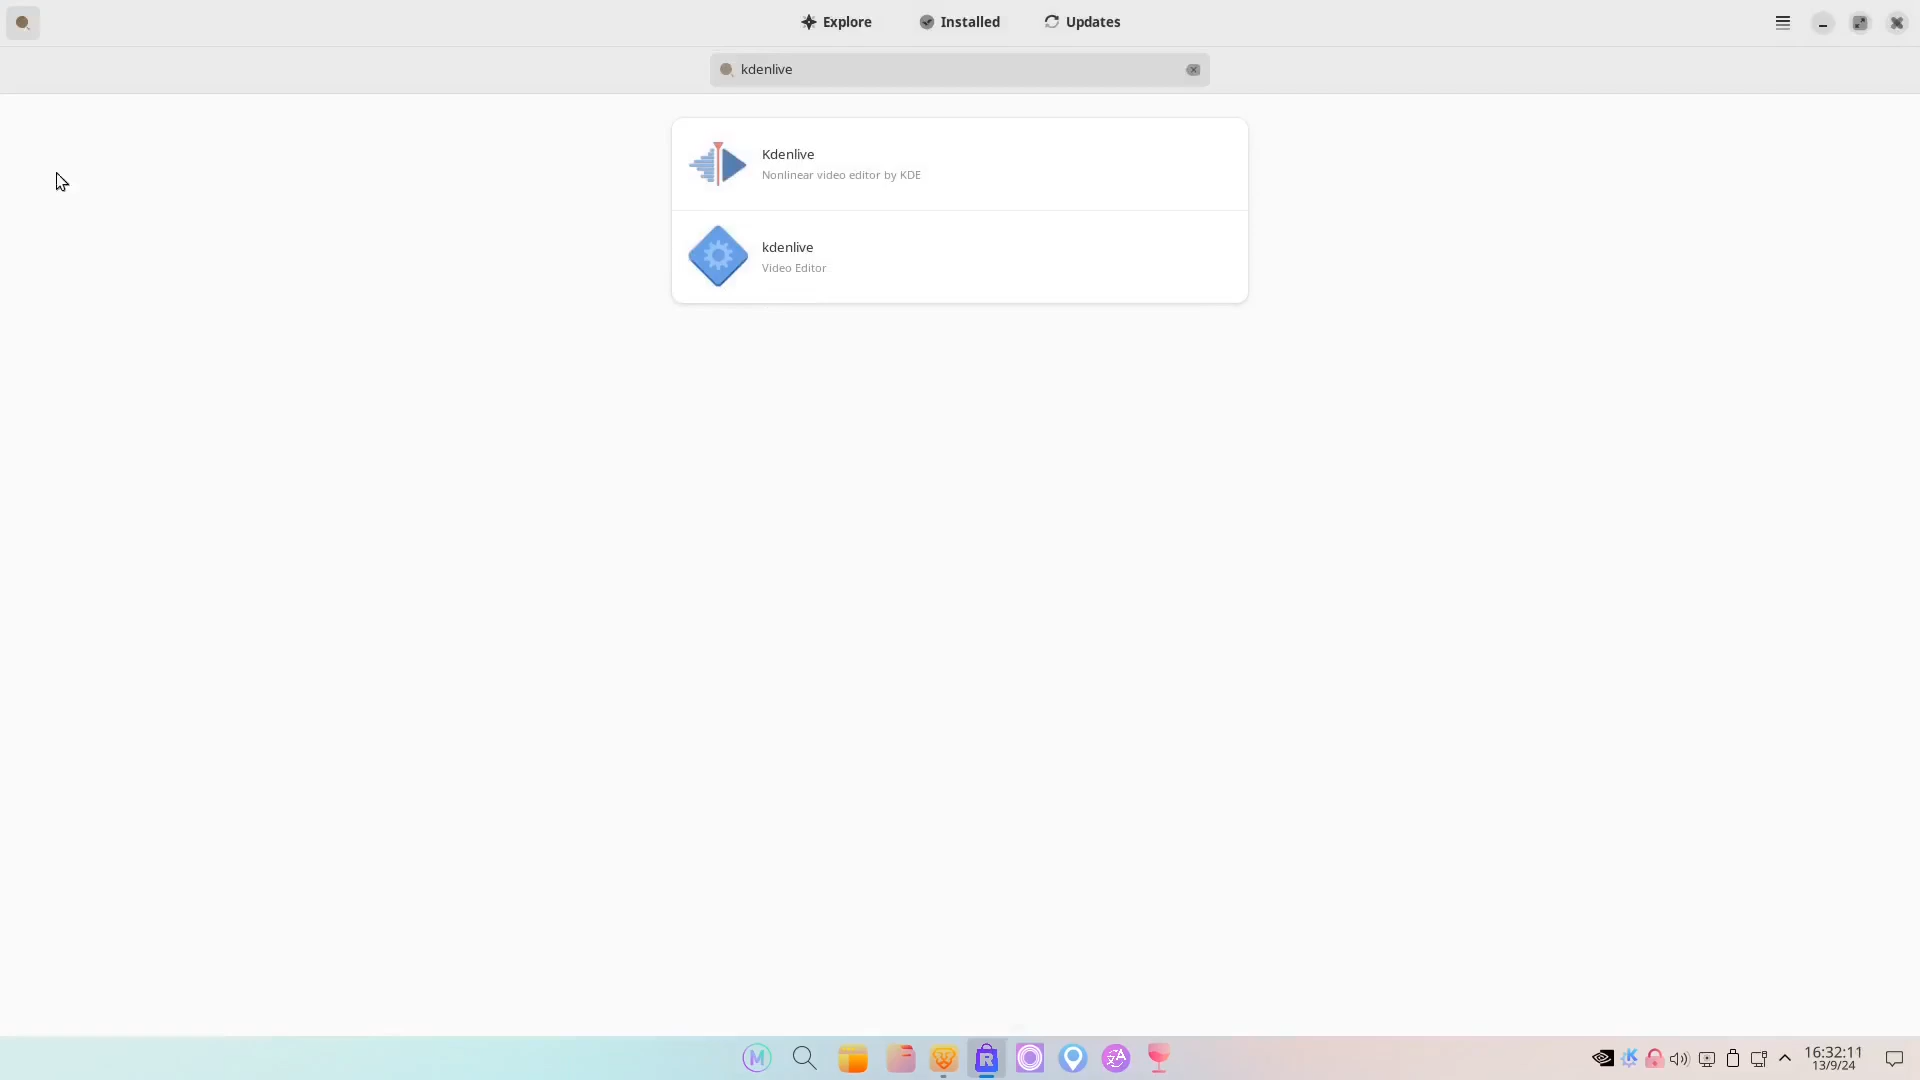 Explore Installed Updates
kdenlive
Kdenlive
Nonlinear video editor by KDE
kdenlive
Video Editor
16:32:11
13/9/24